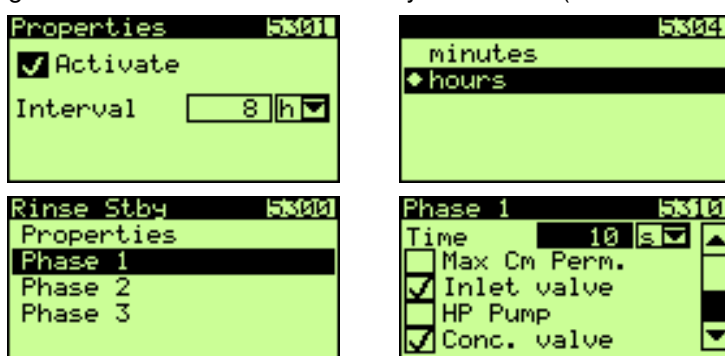 Properties 5301
Activate
Interval 8 h
5304
minutes
hours
Rinse Stby 5300
Properties
Phase 1
Phase 2
Phase 3
Phase 1 5310
Time 10 s
Max Cm Perm.
Inlet valve
HP Pump
Conc. valve